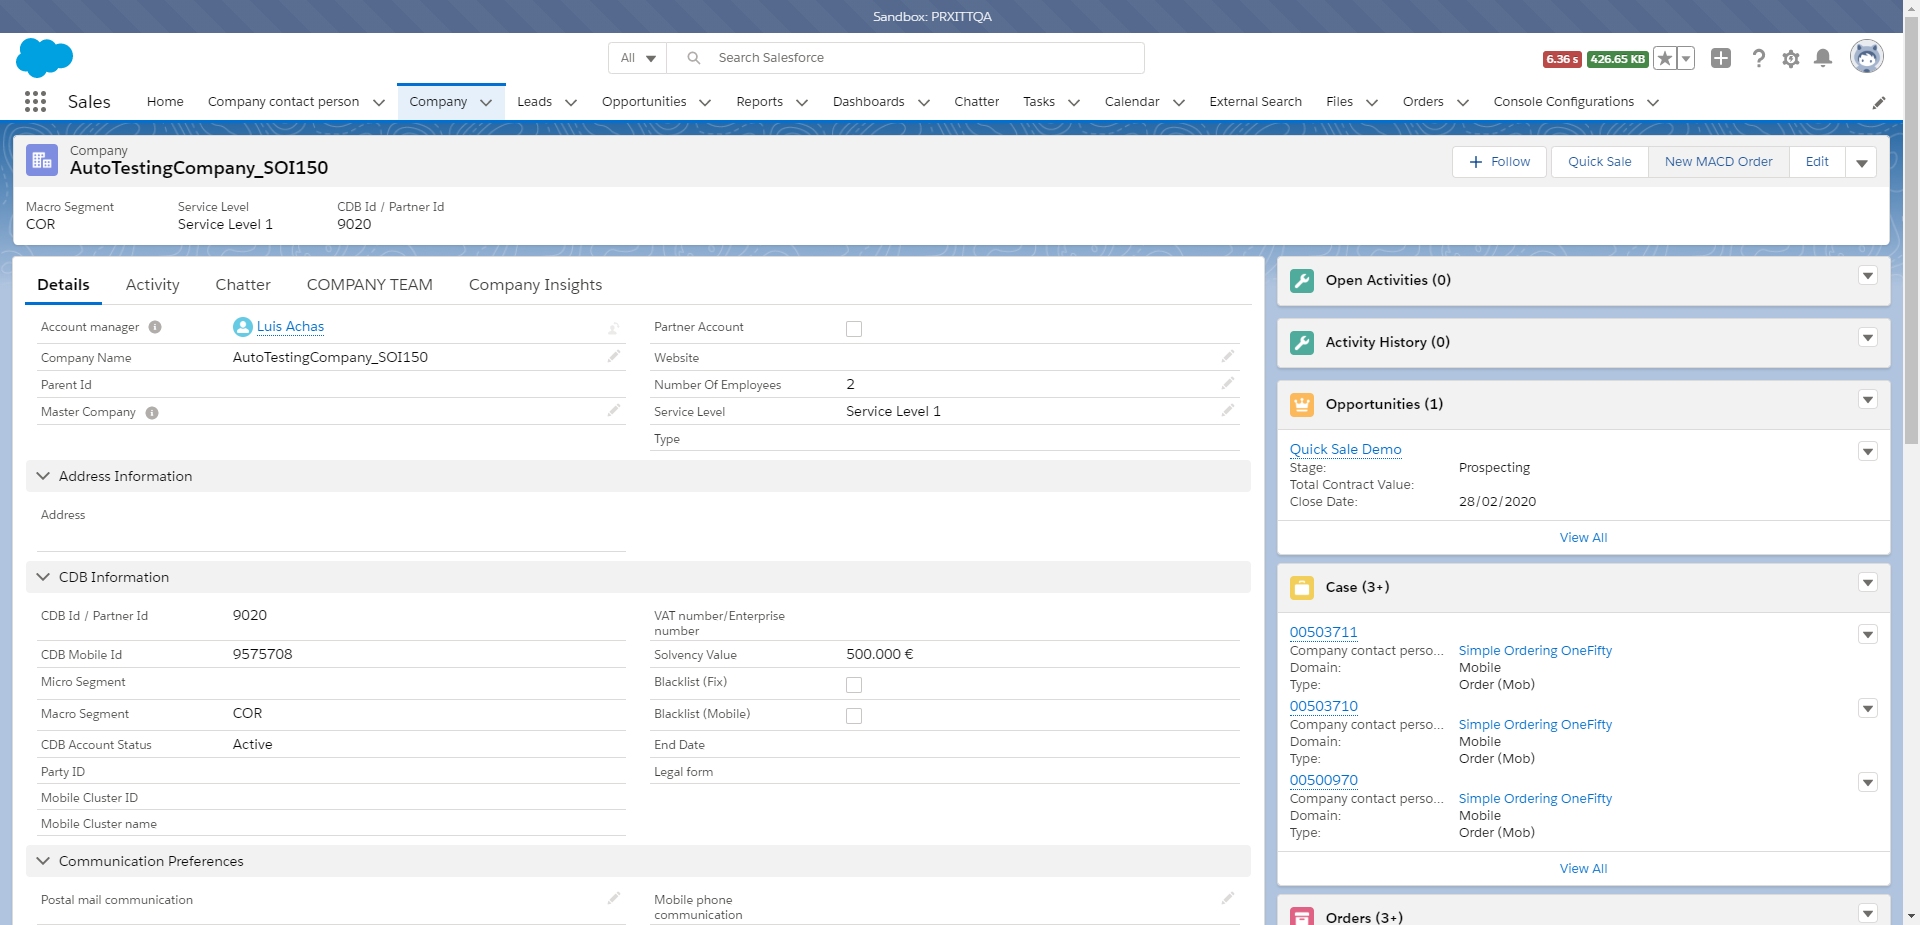 Sandbox: PRXITTQA
All
Search Salesforce
6.36 s
426.65 KB
Sales
Home
Company contact person
Company
Leads
Opportunities
Reports
Dashboards
Chatter
Tasks
Calendar
External Search
Files
Orders
Console Configurations
Company
AutoTestingCompany_SOI150
Follow
Quick Sale
New MACD Order
Edit
Macro Segment
Service Level
CDB Id / Partner Id
COR
Service Level 1
9020
Details
Activity
Chatter
COMPANY TEAM
Company Insights
Account manager
Luis Achas
Partner Account
Company Name
AutoTestingCompany_SOI150
Website
Parent Id
Number Of Employees
2
Master Company
Service Level
Service Level 1
Type
Address Information
Address
CDB Information
CDB Id / Partner Id
9020
VAT number/Enterprise
number
CDB Mobile Id
9575708
Solvency Value
500.000 €
Micro Segment
Blacklist (Fix)
Macro Segment
COR
Blacklist (Mobile)
CDB Account Status
Active
End Date
Party ID
Legal form
Mobile Cluster ID
Mobile Cluster name
Communication Preferences
Postal mail communication
Mobile phone
communication
Open Activities (0)
Activity History (0)
Opportunities (1)
Quick Sale Demo
Stage:
Prospecting
Total Contract Value:
Close Date:
28/02/2020
View All
Case (3+)
00503711
Company contact perso...
Simple Ordering OneFifty
Domain:
Mobile
Type:
Order (Mob)
00503710
Company contact perso...
Simple Ordering OneFifty
Domain:
Mobile
Type:
Order (Mob)
00500970
Company contact perso...
Simple Ordering OneFifty
Domain:
Mobile
Type:
Order (Mob)
View All
Orders (3+)